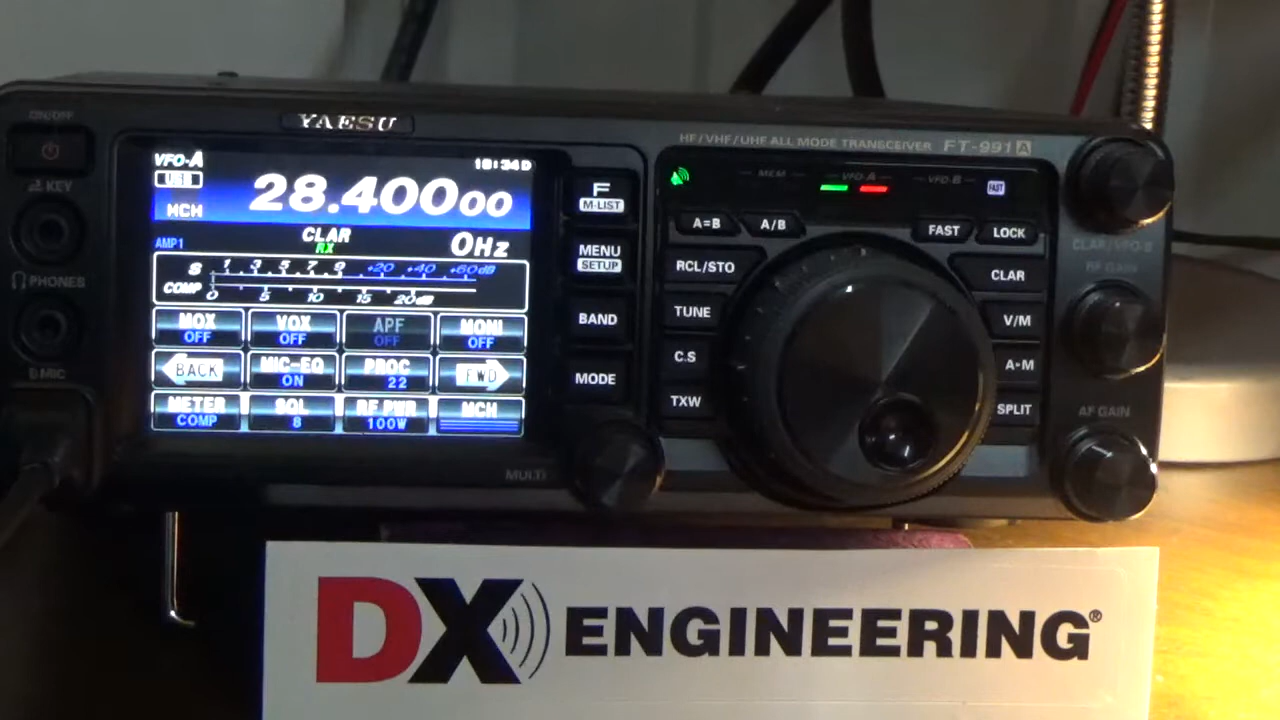 ON/OFF
YAESU
HF/VHF/UHF ALL MODE TRANSCEIVER FT-991A
KEY
PHONES
VFO-A
USB
28.40000
MCH
CLAR
RX
0Hz
AMP1
S 1 3 5 7 9 +20 +40 +60dB
COMP 0 5 10 15 20dB
MOX OFF
VOX OFF
APF OFF
MONI OFF
BACK
MIC-EQ ON
PROC 22
FWD
METER COMP
SQL 8
RF PWR 100W
MCH
F
M-LIST
MENU
SETUP
BAND
MODE
MULTI
MEM
VFO-A
VFO-B
FAST
A=B
A/B
FAST
LOCK
RCL/STO
CLAR
TUNE
V/M
C.S
A▸M
TXW
SPLIT
CLAR/VFO-B
RF GAIN
AF GAIN
DX ENGINEERING®